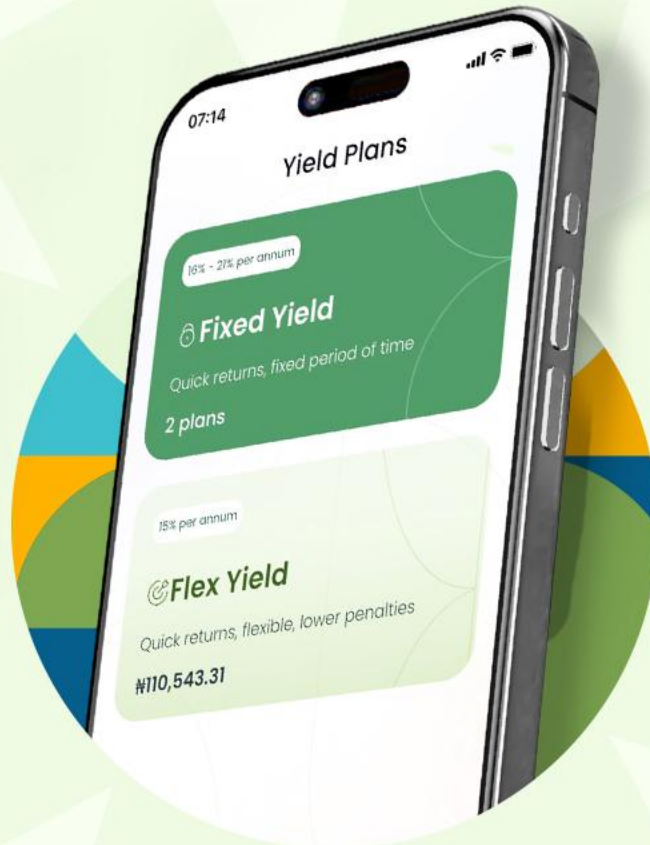 07:14
Yield Plans
16% - 21% per annum
Fixed Yield
Quick returns, fixed period of time
2 plans
15% per annum
Flex Yield
Quick returns, flexible, lower penalties
₦110,543.31